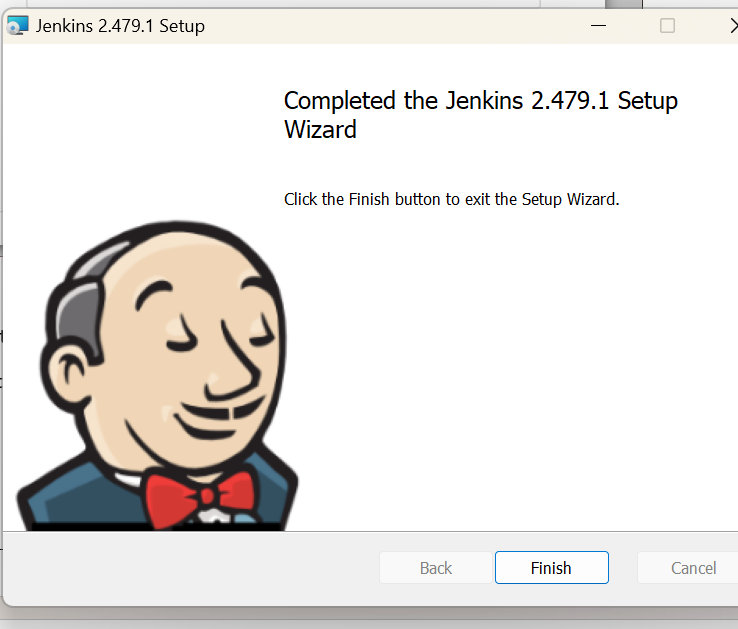 Jenkins 2.479.1 Setup
Completed the Jenkins 2.479.1 Setup
Wizard
Click the Finish button to exit the Setup Wizard.
Back
Finish
Cancel